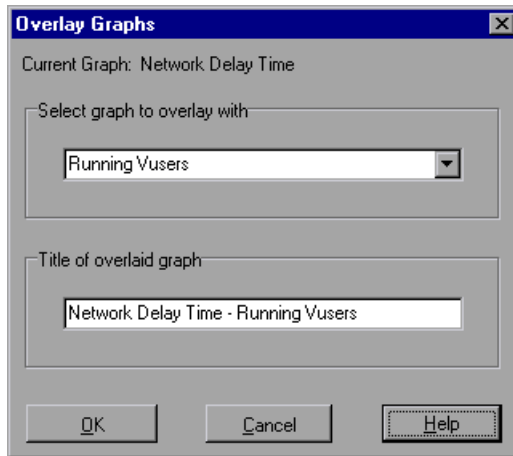 Overlay Graphs
Current Graph: Network Delay Time
Select graph to overlay with
Running Vusers
Title of overlaid graph
Network Delay Time - Running Vusers
OK Cancel Help